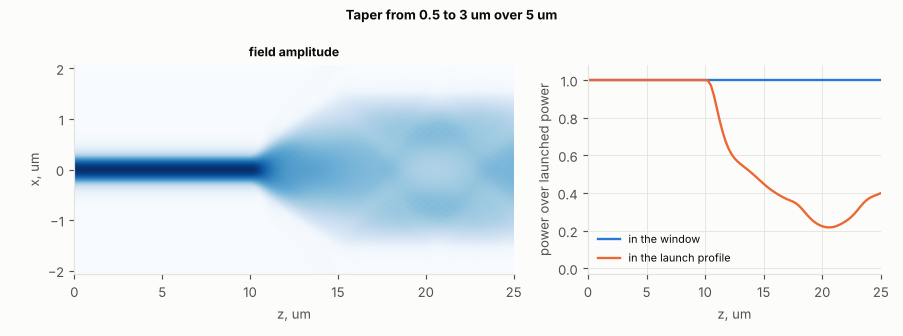 Taper from 0.5 to 3 um over 5 um
field amplitude
x, um
2
1
0
−1
−2
0 5 10 15 20 25
z, um
power over launched power
1.0
0.8
0.6
0.4
0.2
0.0
in the window
in the launch profile
0 5 10 15 20 25
z, um